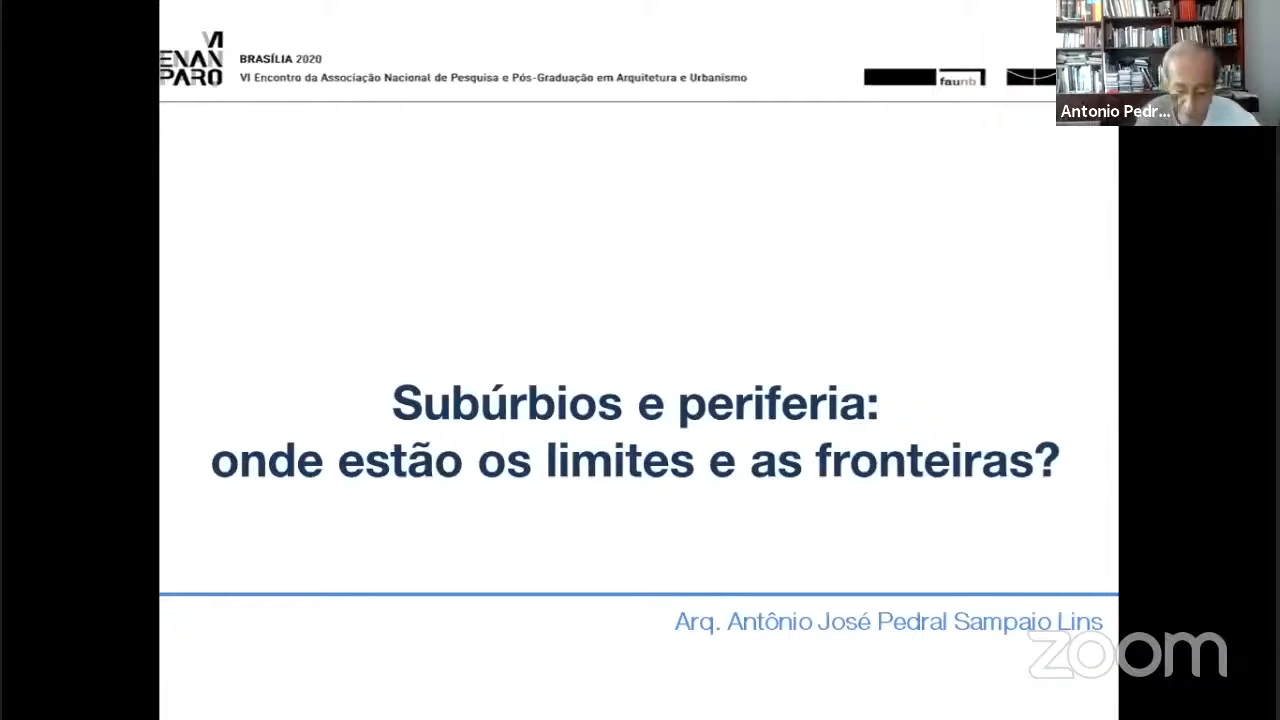 VI
ENAN
PARQ
BRASÍLIA 2020
VI Encontro da Associação Nacional de Pesquisa e Pós-Graduação em Arquitetura e Urbanismo
faunb
Antonio Pedr...
Subúrbios e periferia:
onde estão os limites e as fronteiras?
Arq. Antônio José Pedral Sampaio Lins
zoom